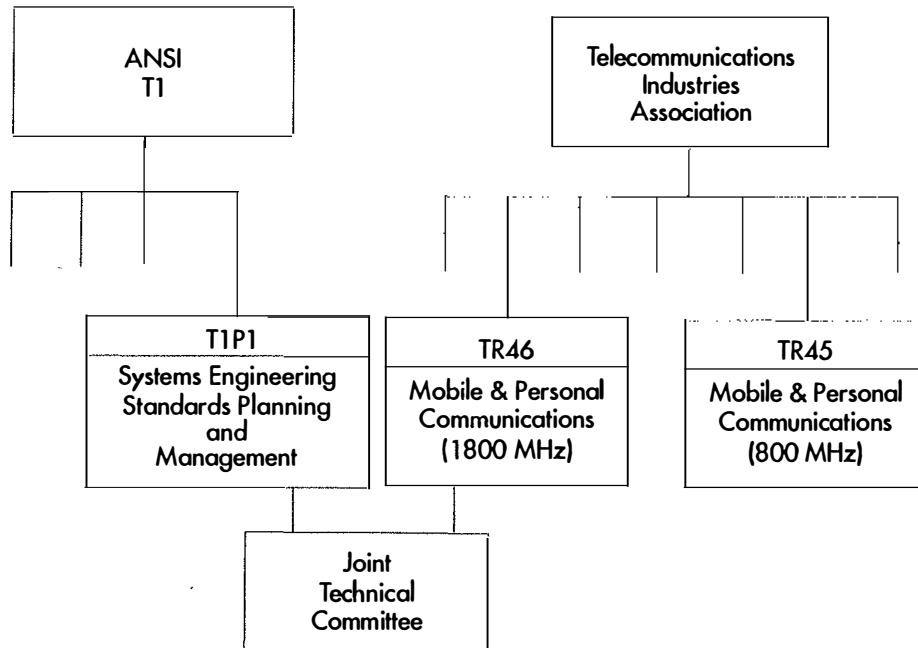 ANSI
T1
Telecommunications
Industries
Association
T1P1
Systems Engineering
Standards Planning
and
Management
TR46
Mobile & Personal
Communications
(1800 MHz)
TR45
Mobile & Personal
Communications
(800 MHz)
Joint
Technical
Committee